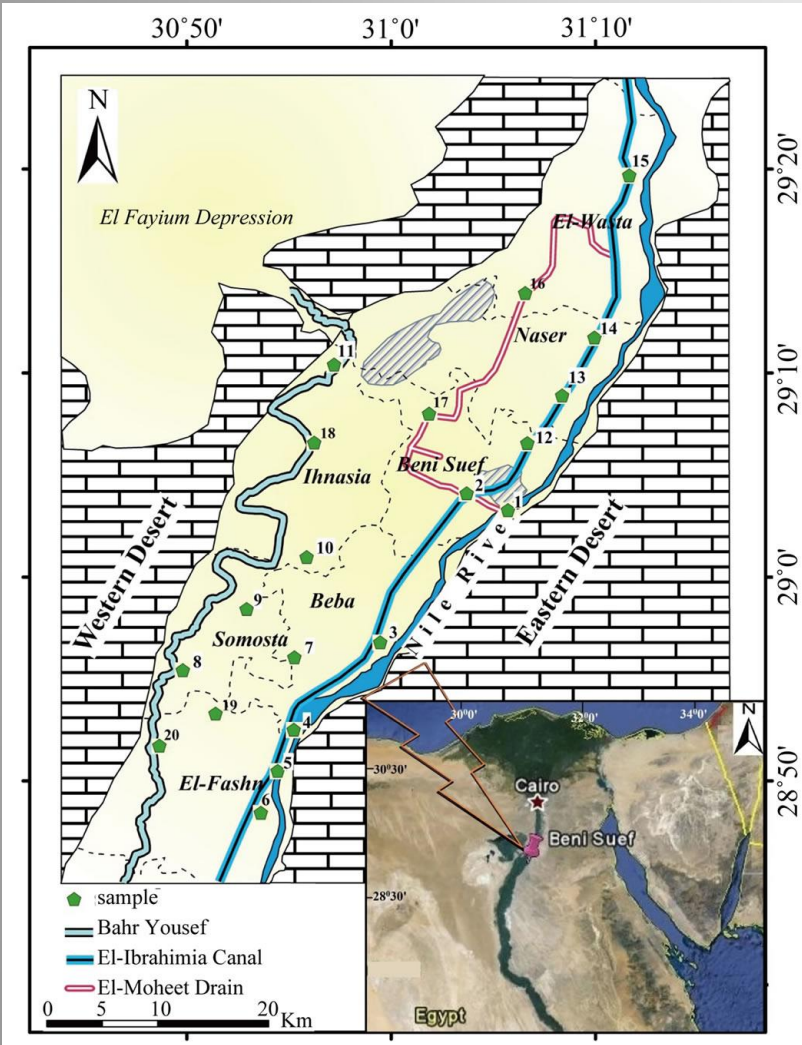 30°50'
31°0'
31°10'
N
15
29°20'
El Fayium Depression
El-Wasta
16
Naser
14
11
13
29°10'
17
12
18
Beni Suef
Ihnasia
2
1
10
Western Desert
Nile Rive
Eastern Desert
29°0'
9
Beba
Somosta
3
7
8
19
4
20
5
El-Fashn
6
28°50'
30°0'
32°0'
34°0'
N
30°30'
Cairo
Beni Suef
28°30'
Egypt
sample
Bahr Yousef
El-Ibrahimia Canal
El-Moheet Drain
0 5 10 20 Km